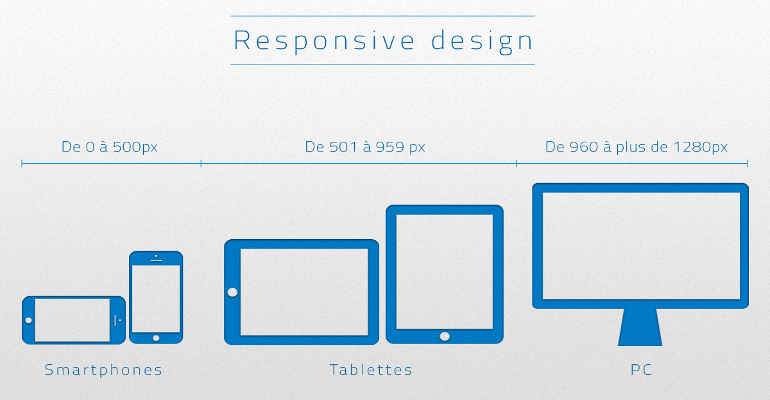 Responsive design
De 0 à 500px
De 501 à 959 px
De 960 à plus de 1280px
Smartphones
Tablettes
PC